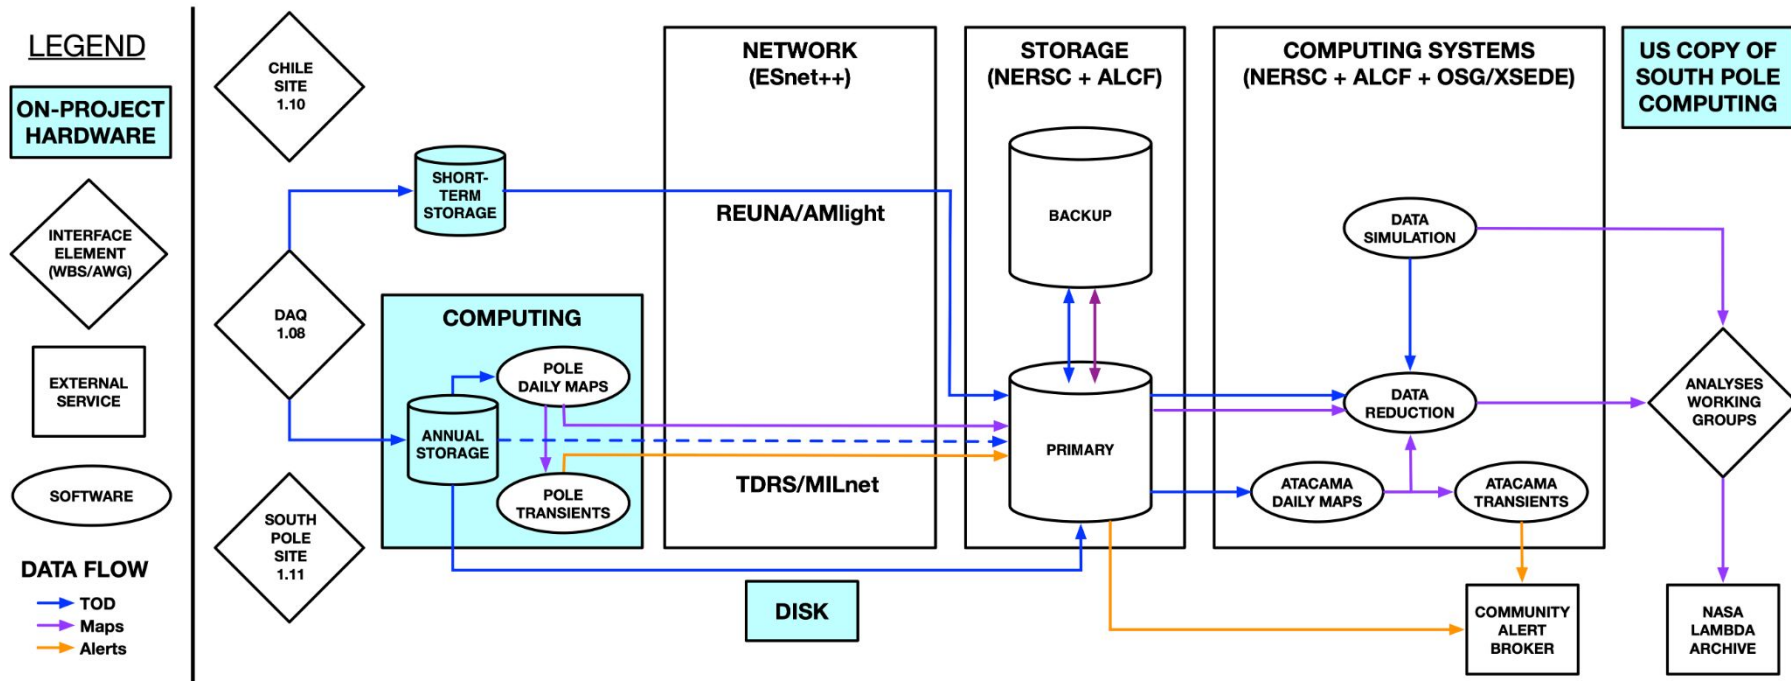 LEGEND
ON-PROJECT
HARDWARE
INTERFACE
ELEMENT
(WBS/AWG)
EXTERNAL
SERVICE
SOFTWARE
DATA FLOW
TOD
Maps
Alerts
CHILE
SITE
1.10
DAQ
1.08
SOUTH
POLE
SITE
1.11
SHORT-
TERM
STORAGE
COMPUTING
POLE
DAILY MAPS
ANNUAL
STORAGE
POLE
TRANSIENTS
NETWORK
(ESnet++)
REUNA/AMlight
TDRS/MILnet
DISK
STORAGE
(NERSC + ALCF)
BACKUP
PRIMARY
COMPUTING SYSTEMS
(NERSC + ALCF + OSG/XSEDE)
DATA
SIMULATION
DATA
REDUCTION
ATACAMA
DAILY MAPS
ATACAMA
TRANSIENTS
COMMUNITY
ALERT
BROKER
US COPY OF
SOUTH POLE
COMPUTING
ANALYSES
WORKING
GROUPS
NASA
LAMBDA
ARCHIVE